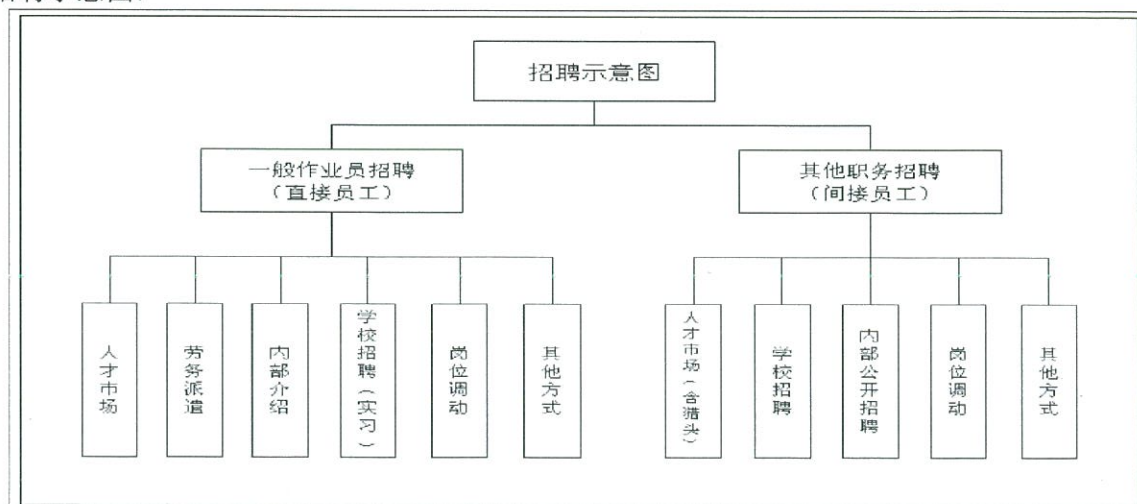 招聘示意图
一般作业员招聘
（直接员工）
其他职务招聘
（间接员工）
人才市场
劳务派遣
内部介绍
学校招聘（实习）
岗位调动
其他方式
人才市场（含猎头）
学校招聘
内部公开招聘
岗位调动
其他方式